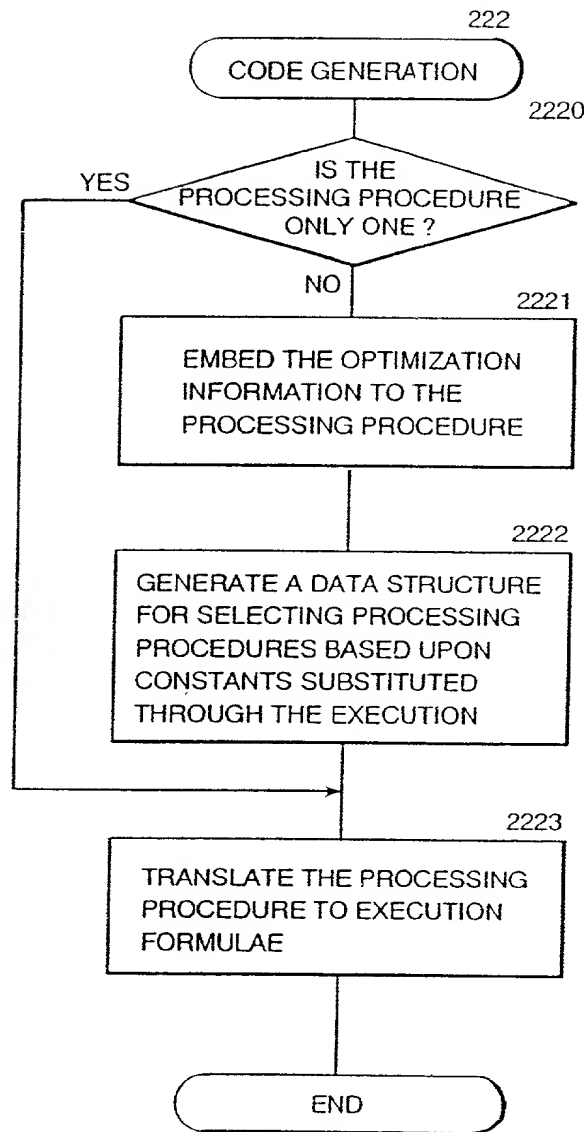 222
CODE GENERATION
2220
IS THE
PROCESSING PROCEDURE
ONLY ONE ?
YES
NO
2221
EMBED THE OPTIMIZATION
INFORMATION TO THE
PROCESSING PROCEDURE
2222
GENERATE A DATA STRUCTURE
FOR SELECTING PROCESSING
PROCEDURES BASED UPON
CONSTANTS SUBSTITUTED
THROUGH THE EXECUTION
2223
TRANSLATE THE PROCESSING
PROCEDURE TO EXECUTION
FORMULAE
END